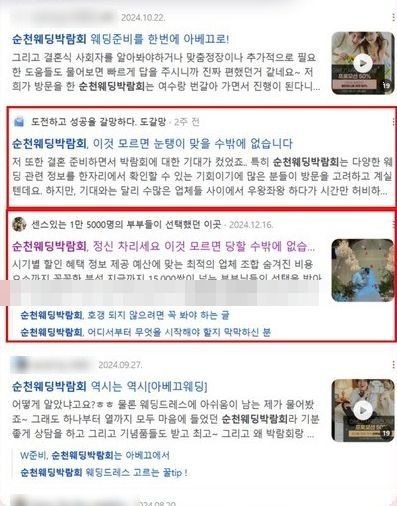 2024.10.22.
순천웨딩박람회 웨딩준비를 한번에 아베끄로!
그리고 결혼식 사회자를 알아봐야하거나 맞춤정장이나 추가적으로 필요
한 도움들도 물어보면 빠르게 답을 주시니까 진짜 편했던거 같네요~ 저
희가 방문을 한 순천웨딩박람회는 여수랑 번갈아 가면서 진행이 된다니...
프로모션 50%
19
도전하고 성공을 갈망하다. 도갈망 · 2주 전
순천웨딩박람회, 이것 모르면 눈탱이 맞을 수밖에 없습니다
저 또한 결혼 준비하면서 박람회에 대한 기대가 컸었죠.. 특히 순천웨딩박람회는 다양한 웨
딩 관련 정보를 한자리에서 확인할 수 있는 기회이기에 많은 분들이 방문을 고려하고 계실
텐데요. 하지만, 기대와는 달리 수많은 업체들 사이에서 우왕좌왕 하다가 시간만 허비하...
센스있는 1만 5000명의 부부들이 선택했던 이곳 · 2024.12.16.
순천웨딩박람회, 정신 차리세요 이것 모르면 당할 수밖에 없습...
시기별 할인 혜택 정보 제공 예산에 맞는 최적의 업체 조합 숨겨진 비용
순천웨딩박람회, 호갱 되지 않으려면 꼭 봐야 하는 글
순천웨딩박람회, 어디서부터 무엇을 시작해야 할지 막막하신 분
2024.09.27.
순천웨딩박람회 역시는 역시[아베끄웨딩]
어떻게 알았냐고요?ㅎㅎ 물론 웨딩드레스에 아쉬움이 남는 제가 물어봤
죠~ 그래도 하나부터 열까지 모두 마음에 들었던 순천웨딩박람회라 기분
좋게 상담을 하고 그리고 기념품들도 받고 최고~ 그리고 왜 박람회랑 ...
19
W준비, 순천웨딩박람회는 아베끄에서
순천웨딩박람회 웨딩드레스 고르는 꿀tip !
2024.08.20.